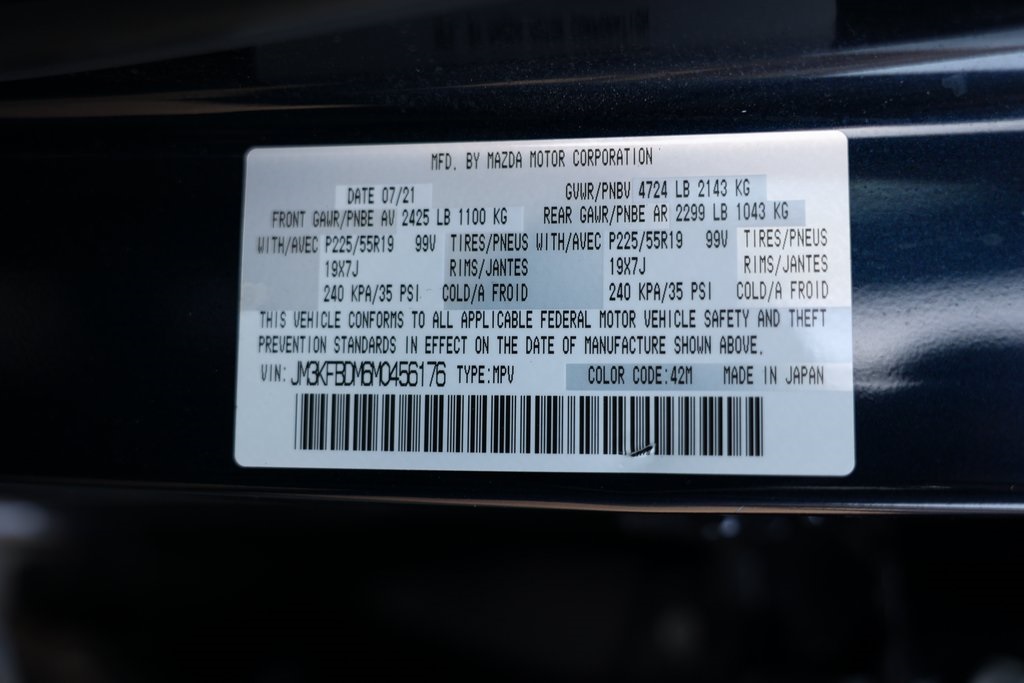 MFD. BY MAZDA MOTOR CORPORATION
DATE 07/21 GVWR/PNBV 4724 LB 2143 KG
FRONT GAWR/PNBE AV 2425 LB 1100 KG REAR GAWR/PNBE AR 2299 LB 1043 KG
WITH/AVEC P225/55R19 99V TIRES/PNEUS WITH/AVEC P225/55R19 99V TIRES/PNEUS
19X7J RIMS/JANTES 19X7J RIMS/JANTES
240 KPA/35 PSI COLD/A FROID 240 KPA/35 PSI COLD/A FROID
THIS VEHICLE CONFORMS TO ALL APPLICABLE FEDERAL MOTOR VEHICLE SAFETY AND THEFT
PREVENTION STANDARDS IN EFFECT ON THE DATE OF MANUFACTURE SHOWN ABOVE.
VIN: JM3KFBDM6M0456176 TYPE:MPV COLOR CODE:42M MADE IN JAPAN